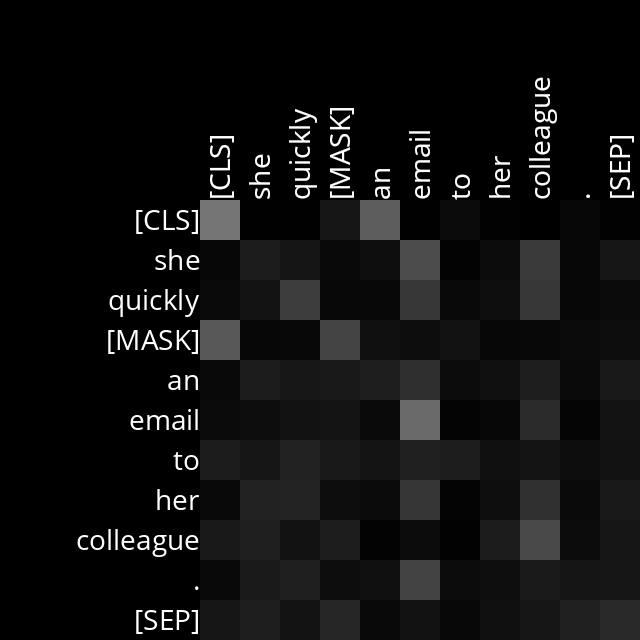 [CLS] she quickly [MASK] an email to her colleague . [SEP]
[CLS]
she
quickly
[MASK]
an
email
to
her
colleague
.
[SEP]